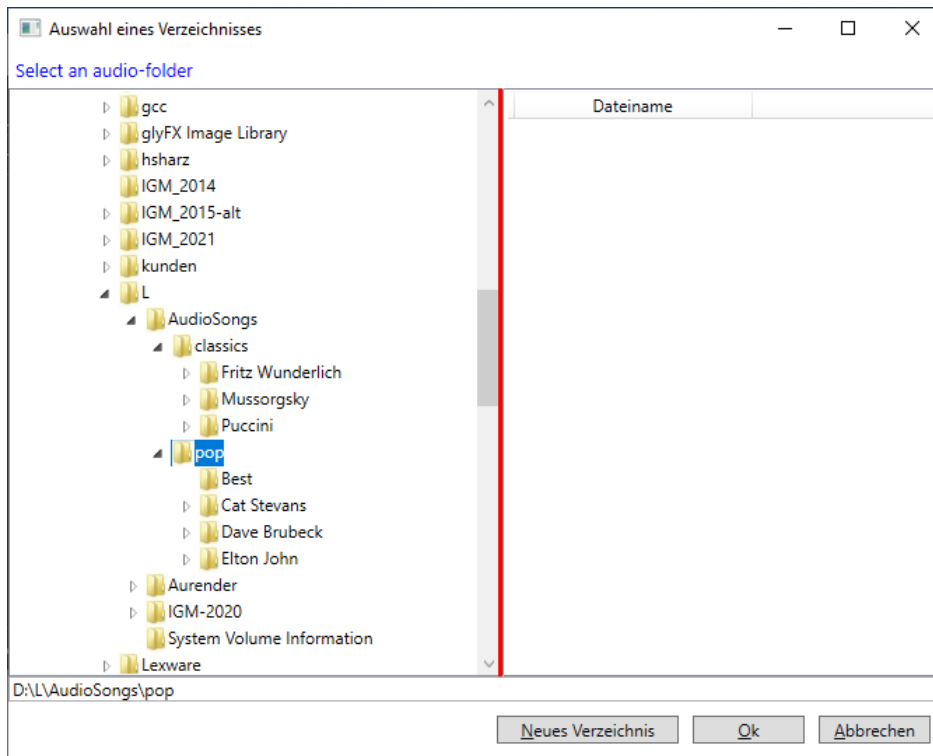 Auswahl eines Verzeichnisses
Select an audio-folder
Dateiname
gcc
glyFX Image Library
hsharz
IGM_2014
IGM_2015-alt
IGM_2021
kunden
L
AudioSongs
classics
Fritz Wunderlich
Mussorgsky
Puccini
pop
Best
Cat Stevans
Dave Brubeck
Elton John
Aurender
IGM-2020
System Volume Information
Lexware
D:\L\AudioSongs\pop
Neues Verzeichnis Ok Abbrechen